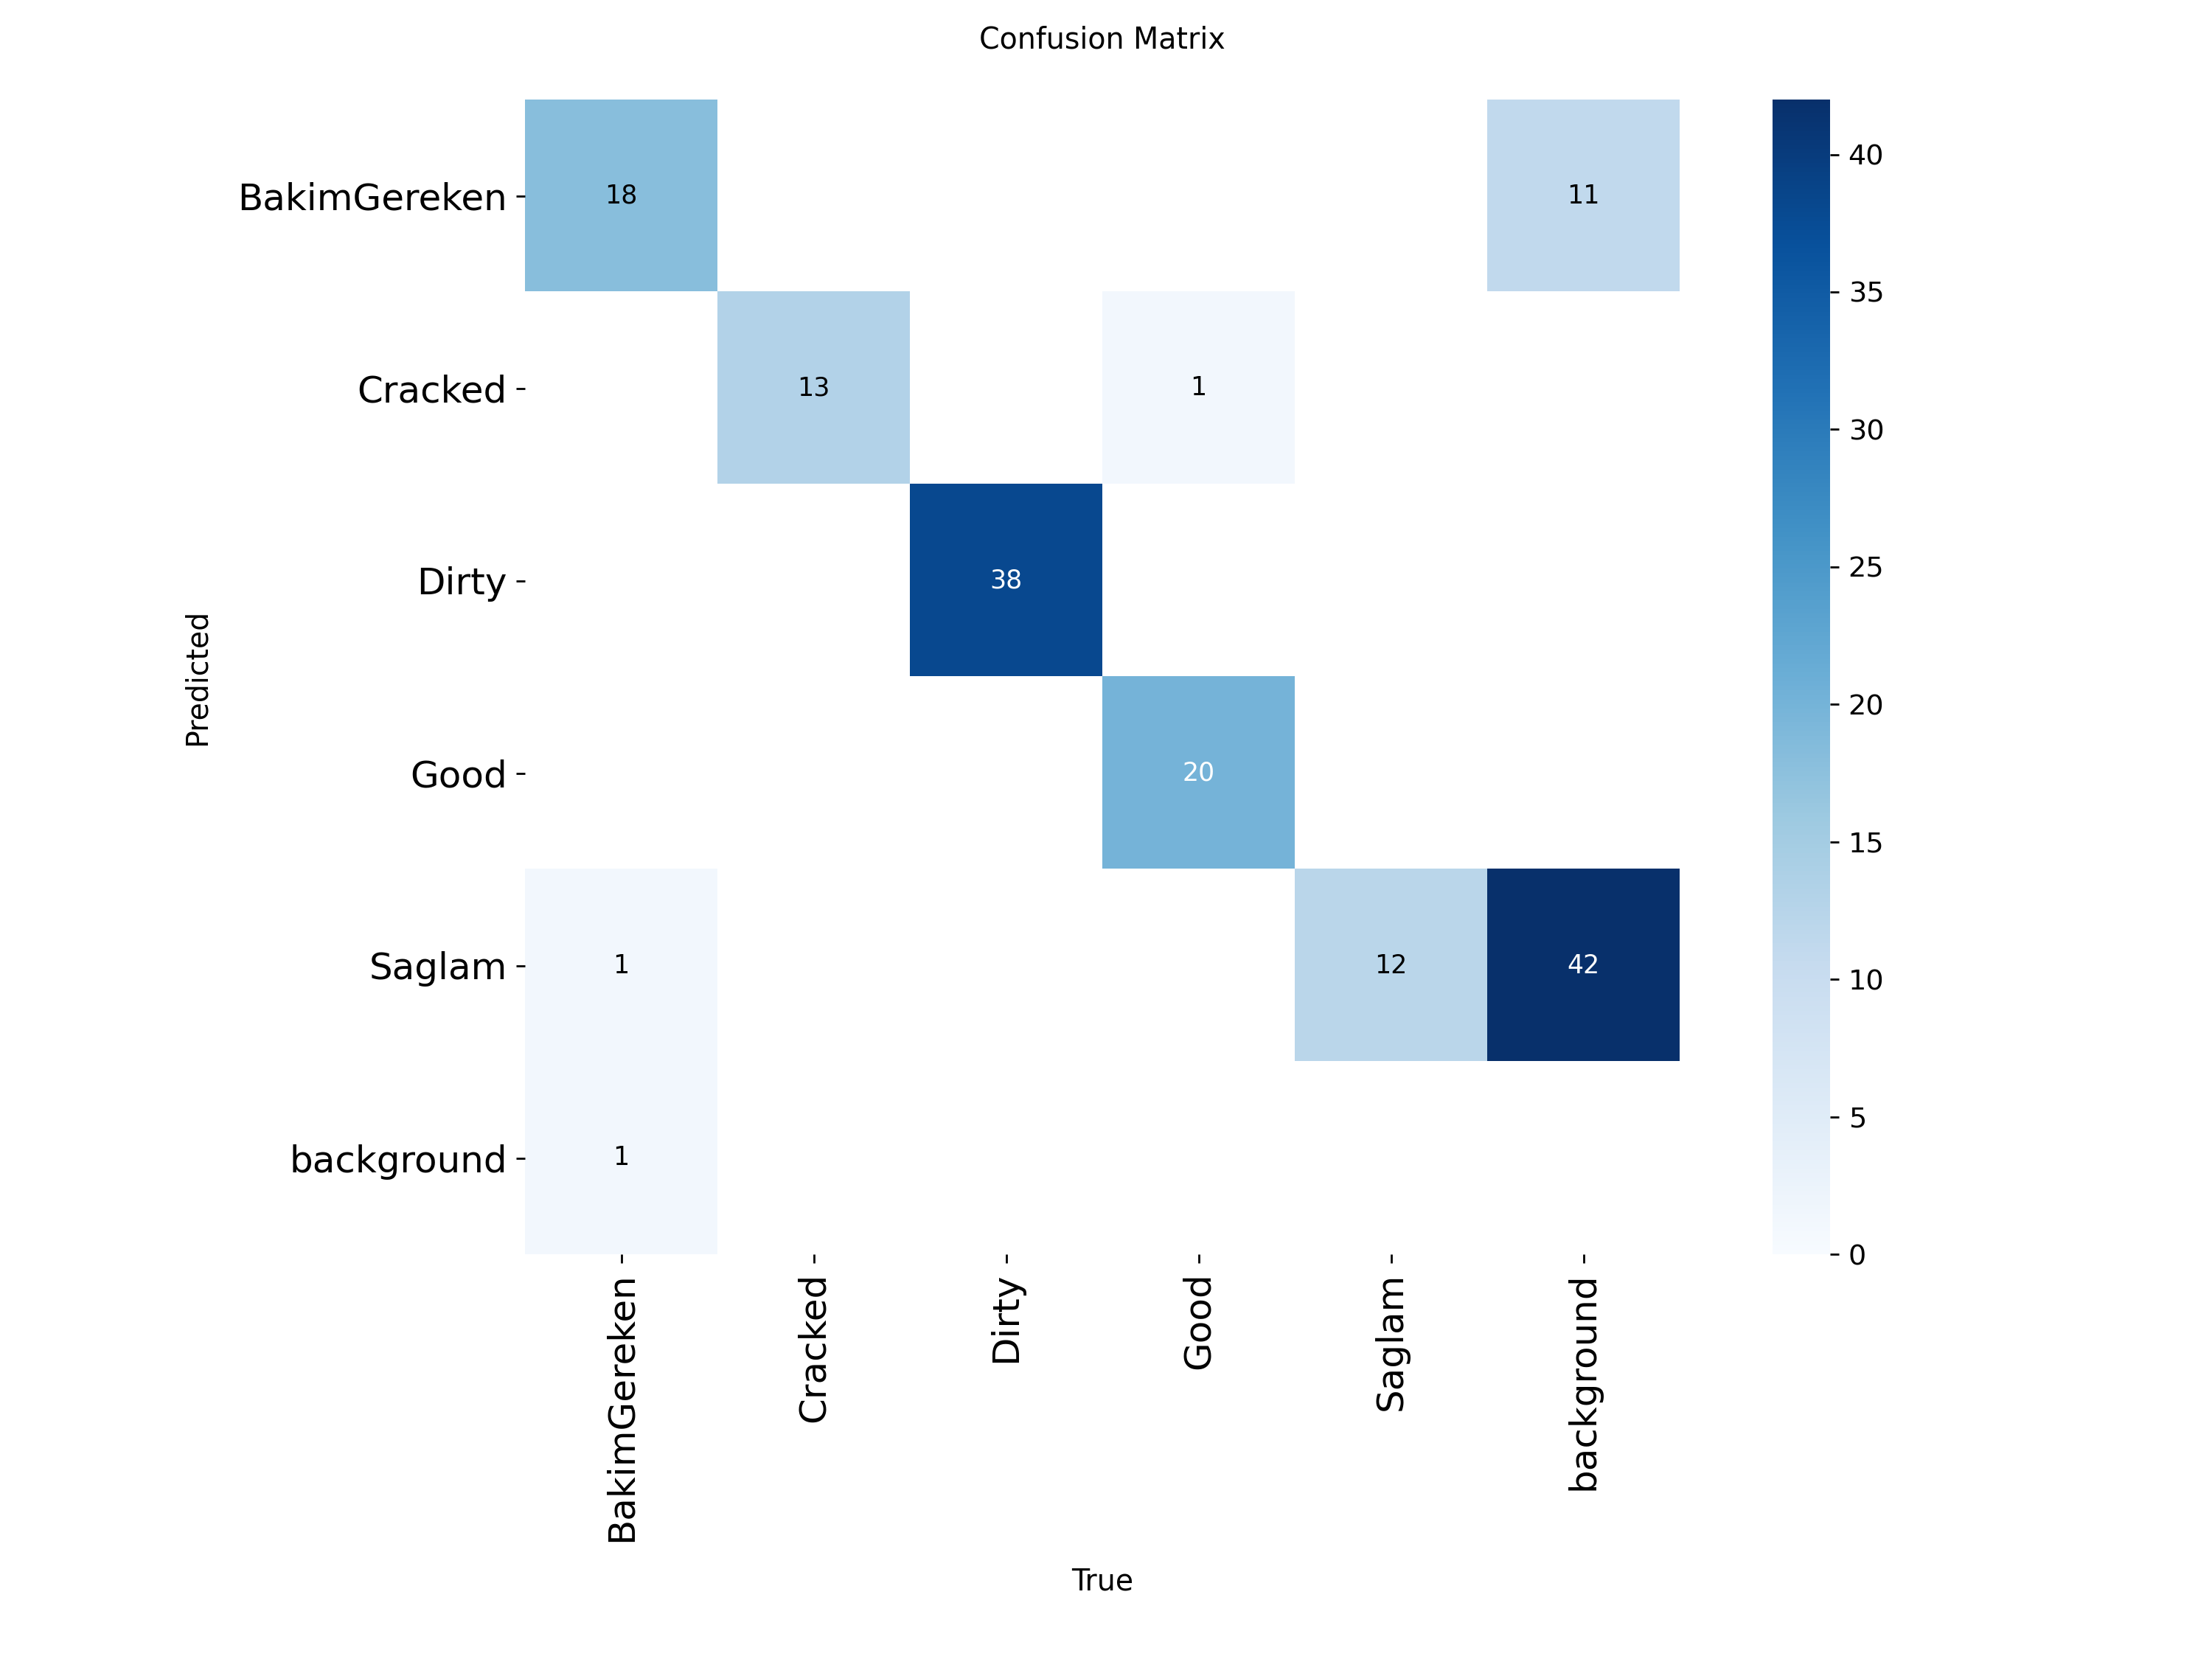 Confusion Matrix
BakimGereken
18
11
40
35
Cracked
13
1
30
Dirty
38
25
Predicted
20
Good
20
15
Saglam
1
12
42
10
5
background
1
0
BakimGereken
Cracked
Dirty
Good
Saglam
background
True